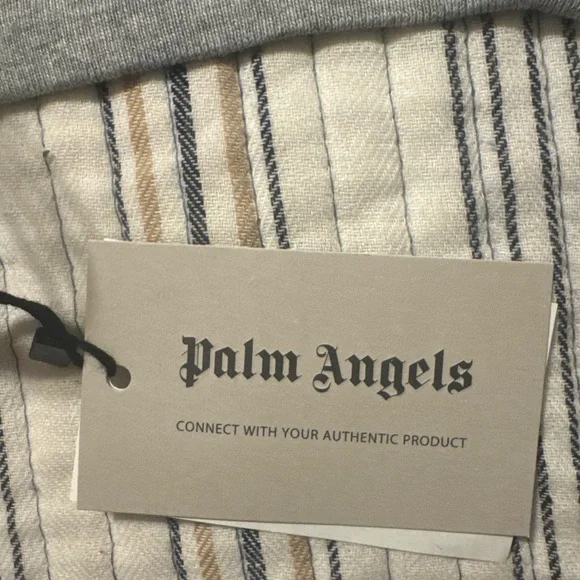 Palm Angels
CONNECT WITH YOUR AUTHENTIC PRODUCT